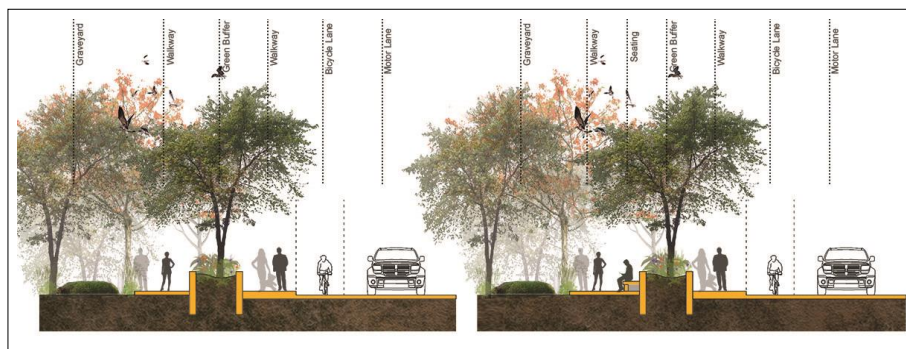 Graveyard
Walkway
Green Buffer
Walkway
Bicycle Lane
Motor Lane
Graveyard
Walkway
Seating
Green Buffer
Walkway
Bicycle Lane
Motor Lane